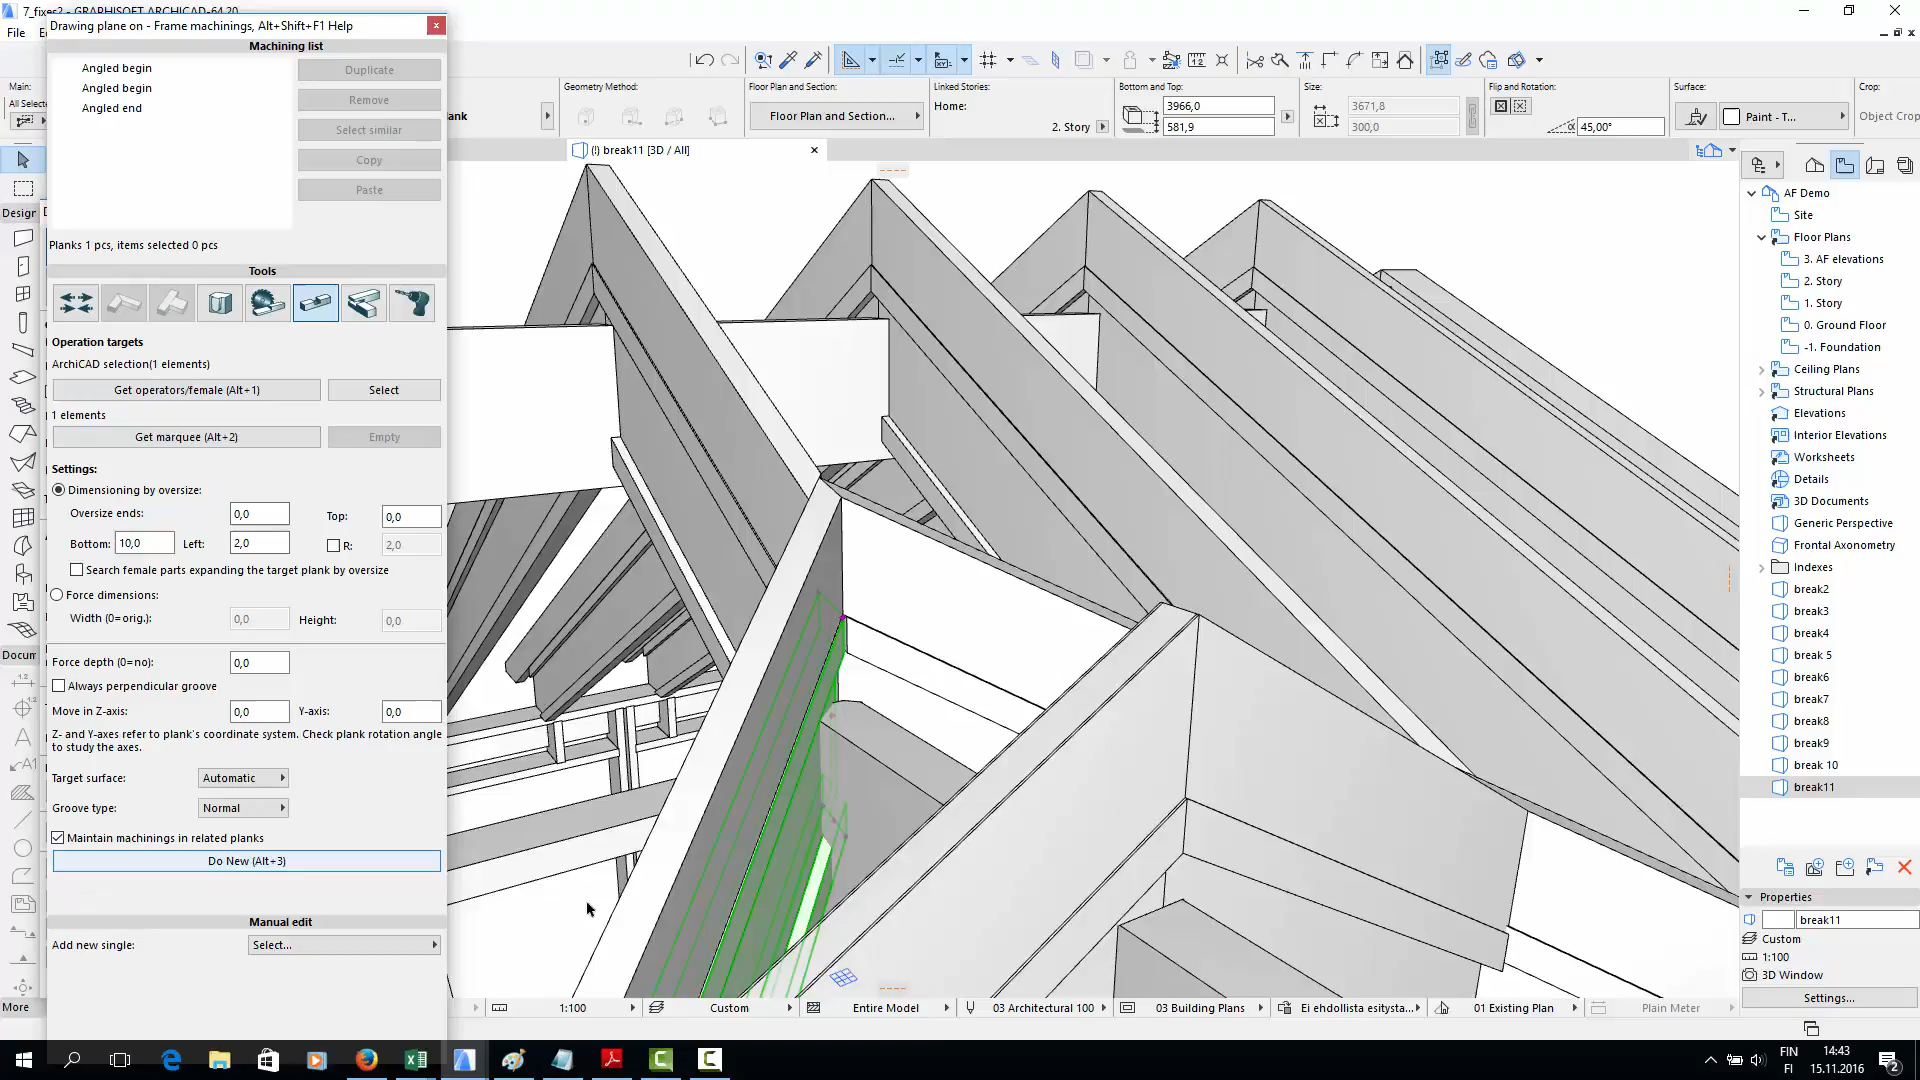 7_fixes2 - GRAPHISOFT ARCHICAD-64 20
File
Drawing plane on - Frame machinings, Alt+Shift+F1 Help
Machining list
Angled begin
Angled begin
Angled end
Duplicate
Remove
Select similar
Copy
Paste
Planks 1 pcs, items selected 0 pcs
Tools
Operation targets
ArchiCAD selection(1 elements)
Get operators/female (Alt+1)
Select
1 elements
Get marquee (Alt+2)
Empty
Settings:
Dimensioning by oversize:
Oversize ends:
0,0
Top:
0,0
Bottom:
10,0
Left:
2,0
R:
2,0
Search female parts expanding the target plank by oversize
Force dimensions:
Width (0=orig.):
0,0
Height:
0,0
Force depth (0=no):
0,0
Always perpendicular groove
Move in Z-axis:
0,0
Y-axis:
0,0
Z- and Y-axes refer to plank's coordinate system. Check plank rotation angle
to study the axes.
Target surface:
Automatic
Groove type:
Normal
Maintain machinings in related planks
Do New (Alt+3)
Manual edit
Add new single:
Select...
Main:
All Selecte
Design
Docum
More
Geometry Method:
Floor Plan and Section:
Floor Plan and Section...
Linked Stories:
Home:
2. Story
Bottom and Top:
3966,0
581,9
Size:
3671,8
300,0
Flip and Rotation:
45,00°
Surface:
Paint - T...
Crop:
Object Crop
(!) break11 [3D / All]
AF Demo
Site
Floor Plans
3. AF elevations
2. Story
1. Story
0. Ground Floor
-1. Foundation
Ceiling Plans
Structural Plans
Elevations
Interior Elevations
Worksheets
Details
3D Documents
Generic Perspective
Frontal Axonometry
Indexes
break2
break3
break4
break 5
break6
break7
break8
break9
break 10
break11
Properties
break11
Custom
1:100
3D Window
Settings...
1:100
Custom
Entire Model
03 Architectural 100
03 Building Plans
Ei ehdollista esitysta...
01 Existing Plan
Plain Meter
FIN
FI
14:43
15.11.2016
2